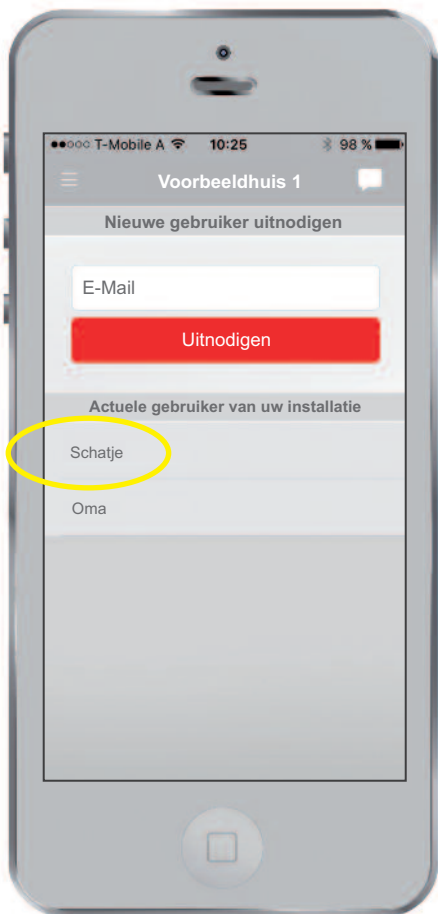 T-Mobile A 10:25 98 %
Voorbeeldhuis 1
Nieuwe gebruiker uitnodigen
E-Mail
Uitnodigen
Actuele gebruiker van uw installatie
Schatje
Oma